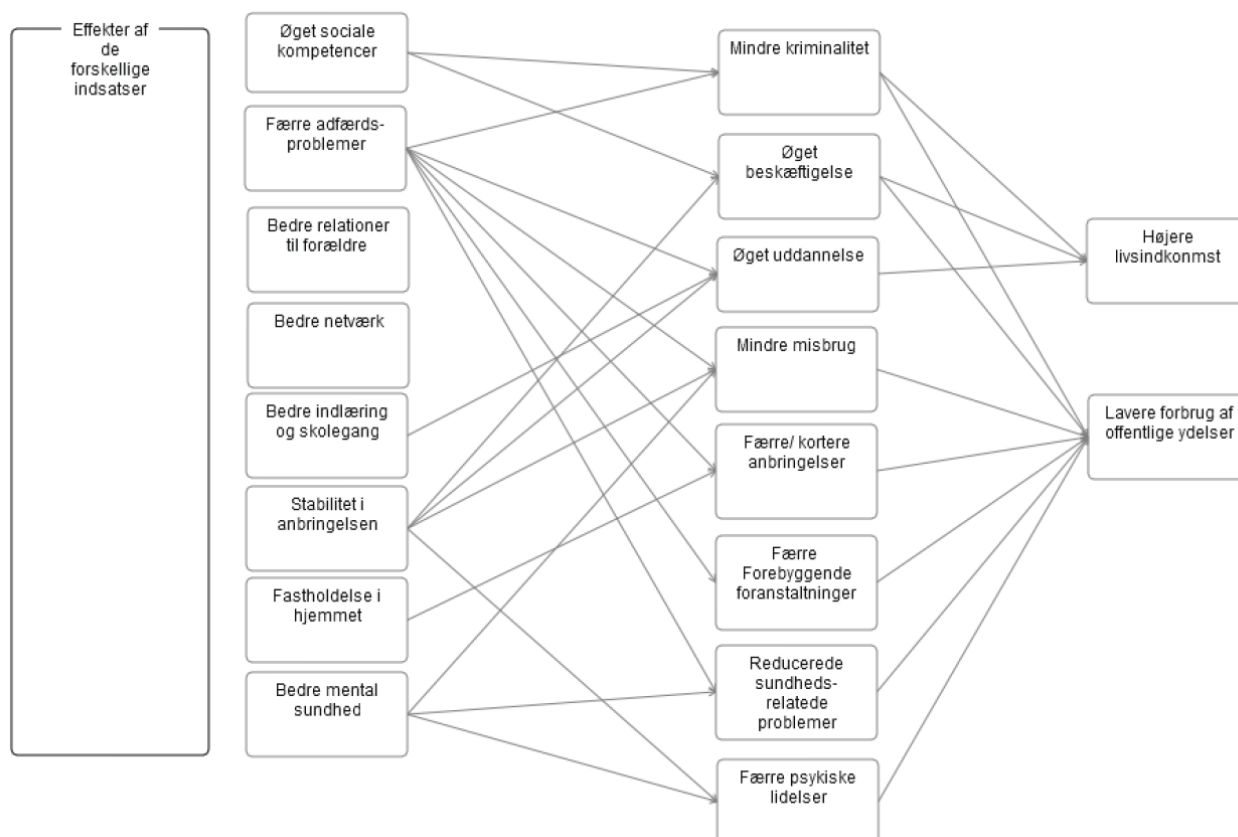 Effekter af
de
forskellige
indsatser
Øget sociale
kompetencer
Færre adfærds-
problemer
Bedre relationer
til forældre
Bedre netværk
Bedre indlæring
og skolegang
Stabilitet i
anbringelsen
Fastholdelse i
hjemmet
Bedre mental
sundhed
Mindre kriminalitet
Øget
beskæftigelse
Øget uddannelse
Mindre misbrug
Færre/ kortere
anbringelser
Færre
Forebyggende
foranstaltninger
Reducerede
sundheds-
relatede
problemer
Færre psykiske
lidelser
Højere
livsindkonmst
Lavere forbrug af
offentlige ydelser